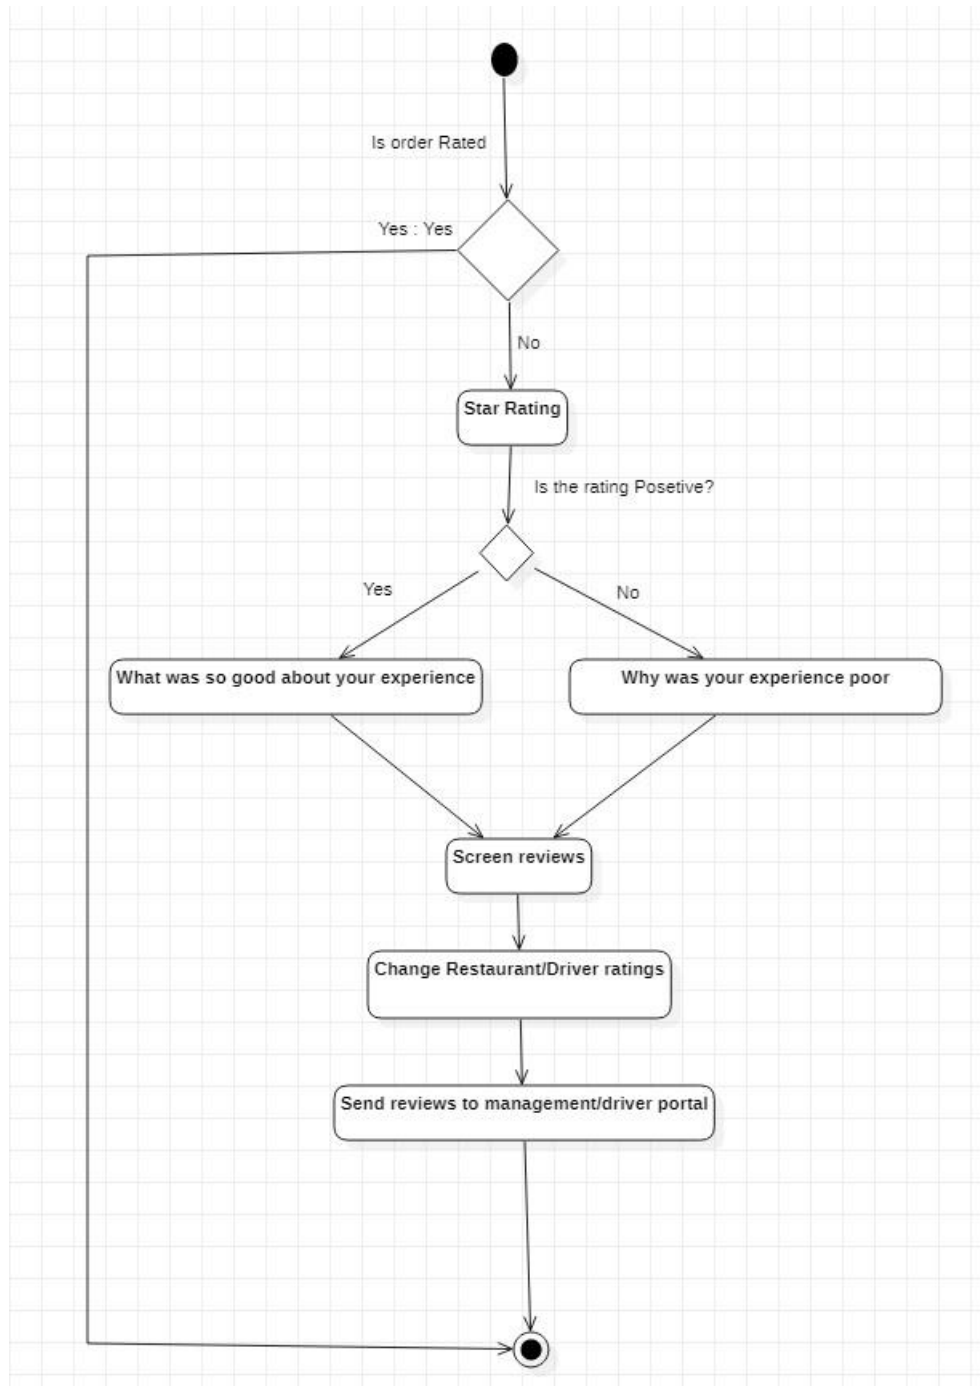 Is order Rated
Yes : Yes
No
Star Rating
Is the rating Posetive?
Yes
No
What was so good about your experience
Why was your experience poor
Screen reviews
Change Restaurant/Driver ratings
Send reviews to management/driver portal